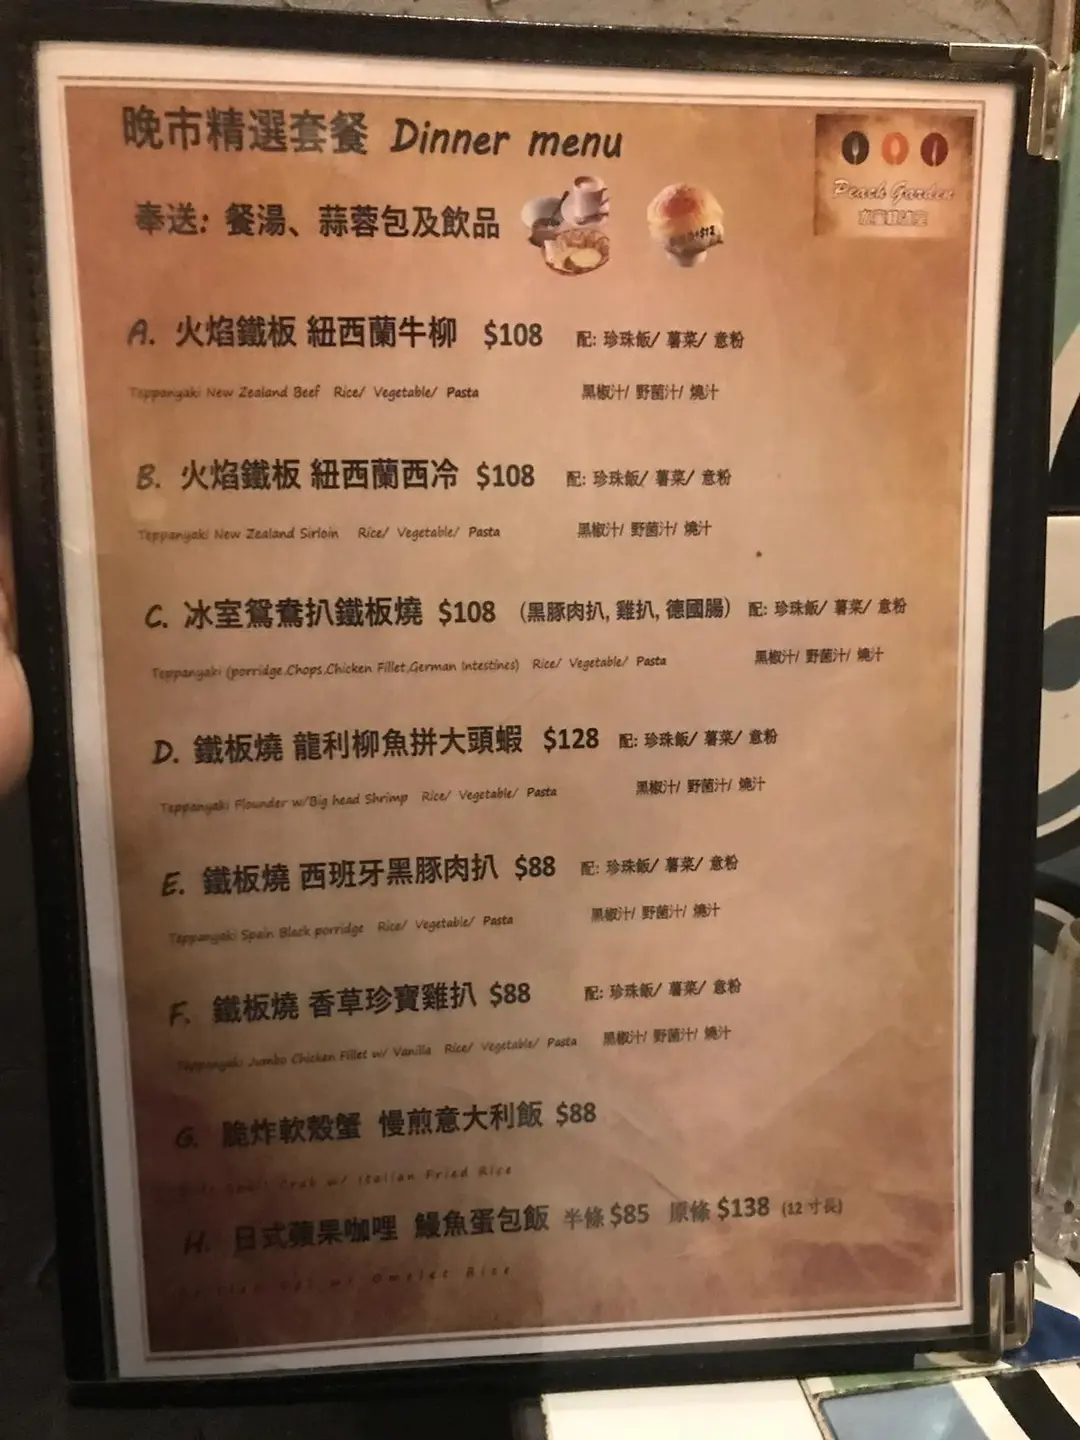 晚市精選套餐 Dinner menu
Peach Garden
奉送: 餐湯、蒜蓉包及飲品
A. 火焰鐵板 紐西蘭牛柳 $108 配: 珍珠飯/ 薯菜/ 意粉
Teppanyaki New Zealand Beef Rice/ Vegetable/ Pasta 黑椒汁/ 野菌汁/ 燒汁
B. 火焰鐵板 紐西蘭西冷 $108 配: 珍珠飯/ 薯菜/ 意粉
Teppanyaki New Zealand Sirloin Rice/ Vegetable/ Pasta 黑椒汁/ 野菌汁/ 燒汁
C. 冰室鴛鴦扒鐵板燒 $108 (黑豚肉扒, 雞扒, 德國腸) 配: 珍珠飯/ 薯菜/ 意粉
Teppanyaki (porridge,Chops,Chicken Fillet,German Intestines) Rice/ Vegetable/ Pasta 黑椒汁/ 野菌汁/ 燒汁
D. 鐵板燒 龍利柳魚拼大頭蝦 $128 配: 珍珠飯/ 薯菜/ 意粉
Teppanyaki Flounder w/Big head Shrimp Rice/ Vegetable/ Pasta 黑椒汁/ 野菌汁/ 燒汁
E. 鐵板燒 西班牙黑豚肉扒 $88 配: 珍珠飯/ 薯菜/ 意粉
Teppanyaki Spain Black porridge Rice/ Vegetable/ Pasta 黑椒汁/ 野菌汁/ 燒汁
F. 鐵板燒 香草珍寶雞扒 $88 配: 珍珠飯/ 薯菜/ 意粉
Teppanyaki Jumbo Chicken Fillet w/ Vanilla Rice/ Vegetable/ Pasta 黑椒汁/ 野菌汁/ 燒汁
G. 脆炸軟殼蟹 慢煎意大利飯 $88
Crab w/ Italian Fried Rice
H. 日式蘋果咖哩 鰻魚蛋包飯 半條 $85 原條 $138 (12 寸長)
w/ Omelet Rice